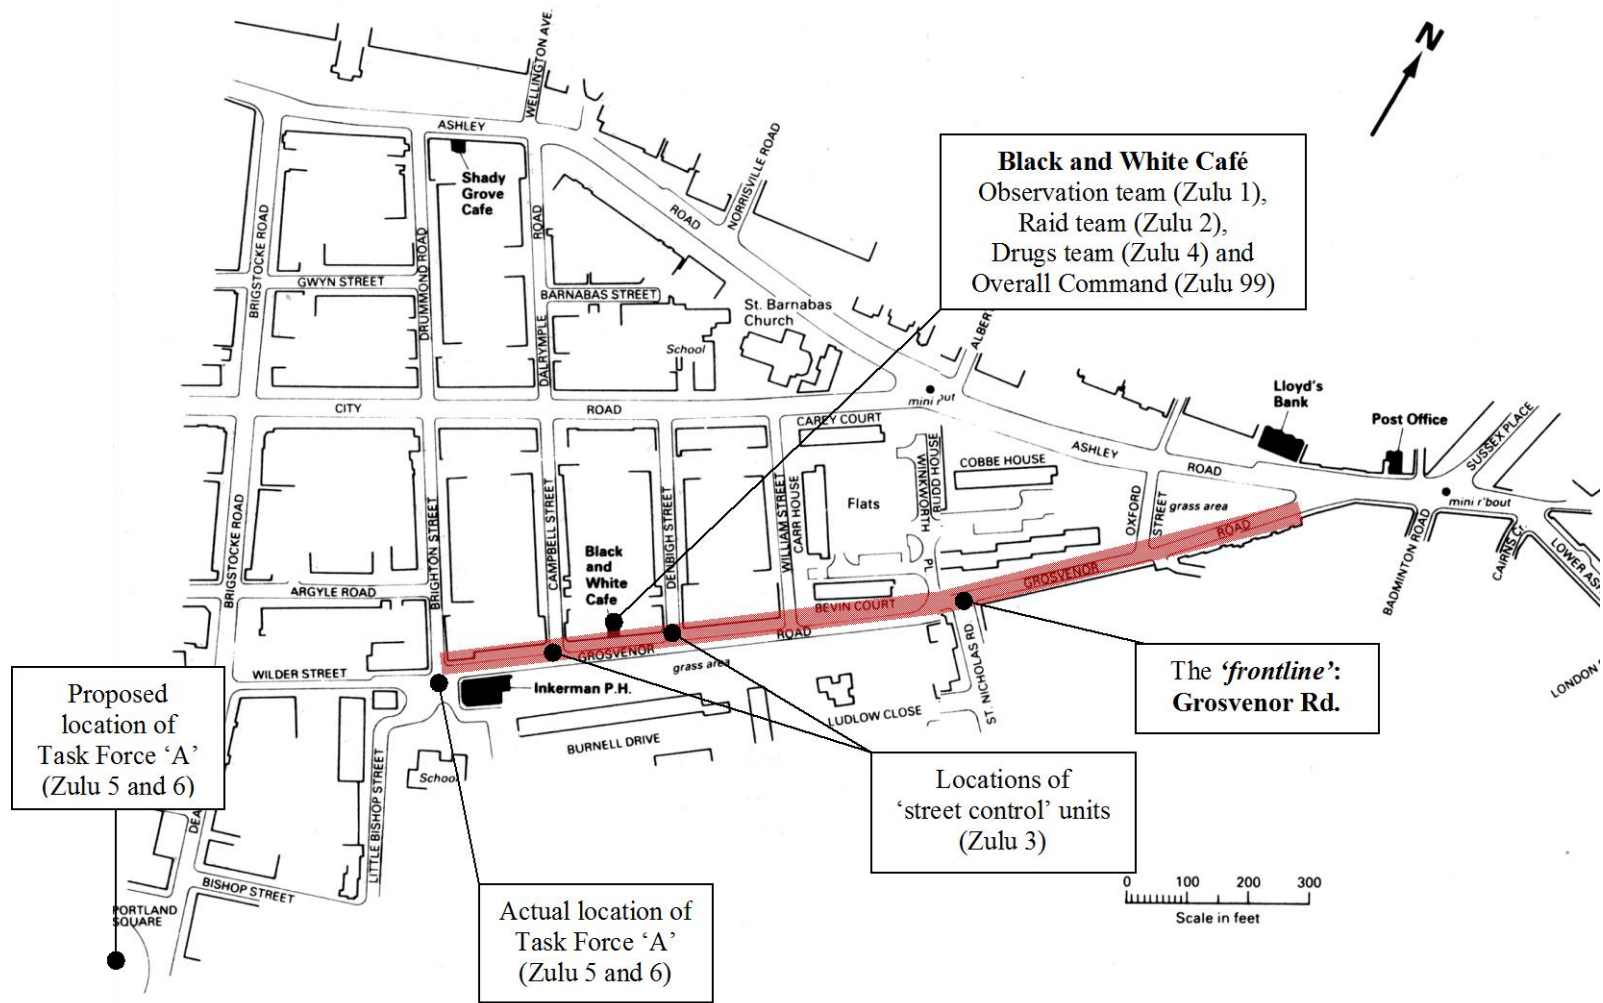 WELLINGTON AVE.
N
ASHLEY
Shady
Grove
Cafe
NORRISVILLE ROAD
ROAD
ROAD
BRIGSTOCKE ROAD
DRUMMOND ROAD
DALRYMPLE
GWYN STREET
BARNABAS STREET
St. Barnabas
Church
School
Black and White Café
Observation team (Zulu 1),
Raid team (Zulu 2),
Drugs team (Zulu 4) and
Overall Command (Zulu 99)
ALBER
mini r'out
Lloyd's
Bank
Post Office
SUSSEX PLACE
CITY
ROAD
CAREY COURT
ASHLEY
ROAD
COBBE HOUSE
BUDD HOUSE
WINKWORTH
PL
Flats
CARR HOUSE
WILLIAM STREET
DENBIGH STREET
CAMPBELL STREET
BRIGHTON STREET
BRIGSTOCKE ROAD
OXFORD
STREET
grass area
mini r'bout
ROAD
BADMINTON ROAD
CAIRNS Cr.
LOWER ASH
LONDON
Black
and
White
Cafe
ARGYLE ROAD
BEVIN COURT
GROSVENOR
ROAD
GROSVENOR
grass area
WILDER STREET
Inkerman P.H.
ST. NICHOLAS RD.
LUDLOW CLOSE
BURNELL DRIVE
School
LITTLE BISHOP STREET
DEA
BISHOP STREET
PORTLAND
SQUARE
Proposed
location of
Task Force ‘A’
(Zulu 5 and 6)
The ‘frontline’:
Grosvenor Rd.
Locations of
‘street control’ units
(Zulu 3)
Actual location of
Task Force ‘A’
(Zulu 5 and 6)
0 100 200 300
Scale in feet